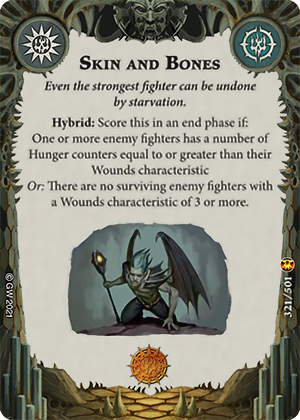 Skin and Bones
Even the strongest fighter can be undone
by starvation.
Hybrid: Score this in an end phase if:
One or more enemy fighters has a number of
Hunger counters equal to or greater than their
Wounds characteristic
Or: There are no surviving enemy fighters with
a Wounds characteristic of 3 or more.
© GW 2021
321/501